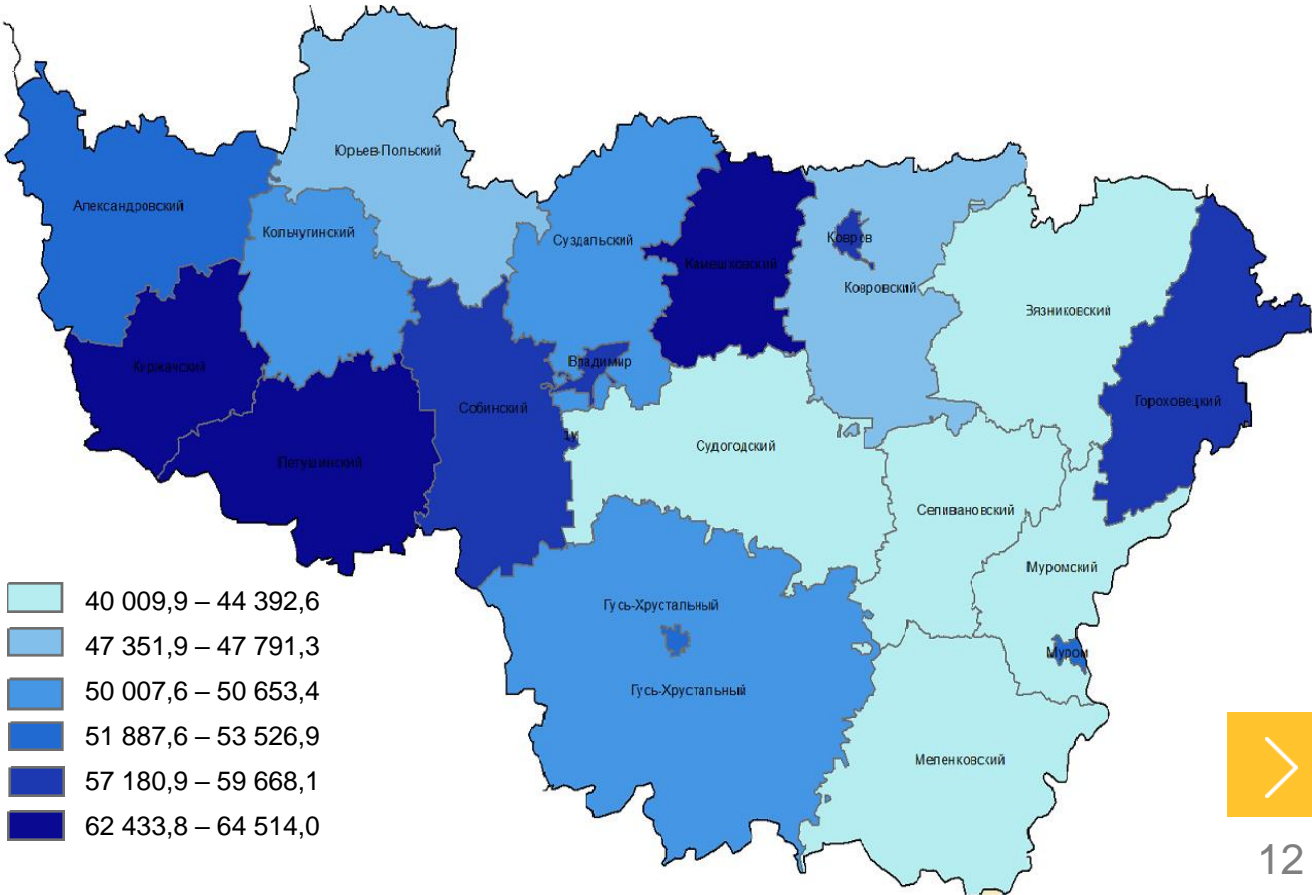 Юрьев-Польский
Александровский
Кольчугинский
Суздальский
Ковров
Камешковский
Ковровский
Вязниковский
Владимир
Киржачский
Гороховецкий
Собинский
Судогодский
Петушинский
Селивановский
Муромский
Гусь-Хрустальный
Муром
Гусь-Хрустальный
Меленковский
40 009,9 – 44 392,6
47 351,9 – 47 791,3
50 007,6 – 50 653,4
51 887,6 – 53 526,9
57 180,9 – 59 668,1
62 433,8 – 64 514,0
12